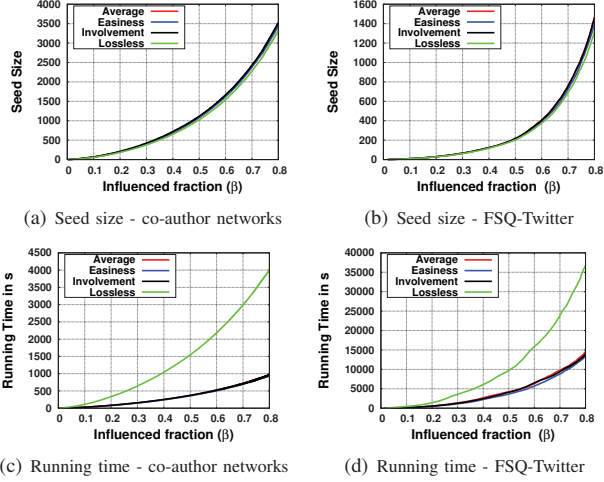 4000
3500
3000
2500
2000
1500
1000
500
0
Seed Size
Average
Easiness
Involvement
Lossless
0 0.1 0.2 0.3 0.4 0.5 0.6 0.7 0.8
Influenced fraction (β)
(a) Seed size - co-author networks
1600
1400
1200
1000
800
600
400
200
0
Seed Size
Average
Easiness
Involvement
Lossless
0 0.1 0.2 0.3 0.4 0.5 0.6 0.7 0.8
Influenced fraction (β)
(b) Seed size - FSQ-Twitter
4500
4000
3500
3000
2500
2000
1500
1000
500
0
Running Time in s
Average
Easiness
Involvement
Lossless
0 0.1 0.2 0.3 0.4 0.5 0.6 0.7 0.8
Influenced fraction (β)
(c) Running time - co-author networks
40000
35000
30000
25000
20000
15000
10000
5000
0
Running Time in s
Average
Easiness
Involvement
Lossless
0 0.1 0.2 0.3 0.4 0.5 0.6 0.7 0.8
Influenced fraction (β)
(d) Running time - FSQ-Twitter